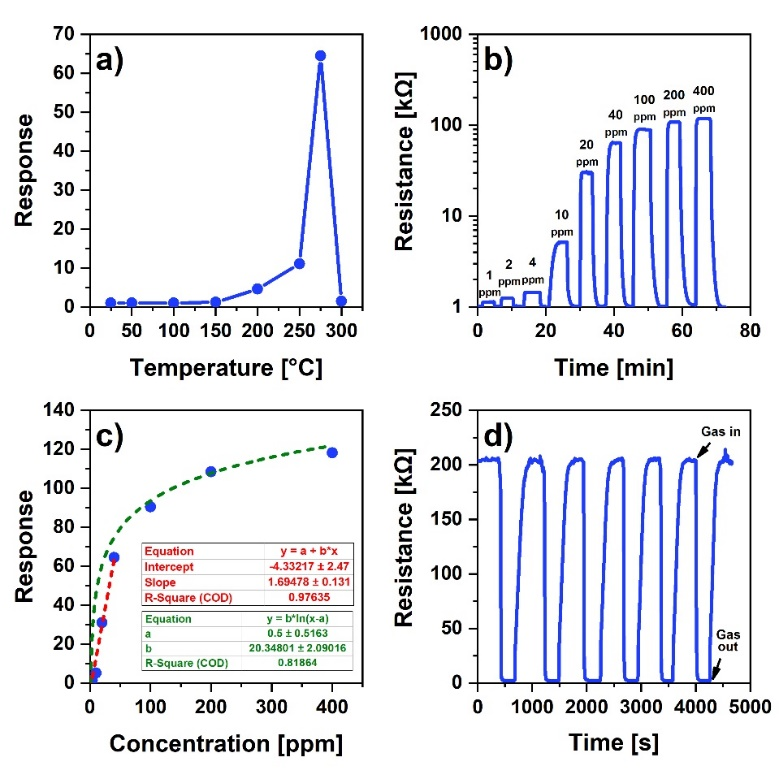 a)
Response
70
60
50
40
30
20
10
0
0 50 100 150 200 250 300
Temperature [°C]
b)
Resistance [kΩ]
1000
100
10
1
1
ppm
2
ppm
4
ppm
10
ppm
20
ppm
40
ppm
100
ppm
200
ppm
400
ppm
0 20 40 60 80
Time [min]
c)
Response
140
120
100
80
60
40
20
0
Equation y = a + b*x
Intercept -4.33217 ± 2.47
Slope 1.69478 ± 0.131
R-Square (COD) 0.97635
Equation y = b*ln(x-a)
a 0.5 ± 0.5163
b 20.34801 ± 2.09016
R-Square (COD) 0.81864
0 100 200 300 400
Concentration [ppm]
d)
Resistance [kΩ]
250
200
150
100
50
0
Gas in
Gas
out
0 1000 2000 3000 4000 5000
Time [s]